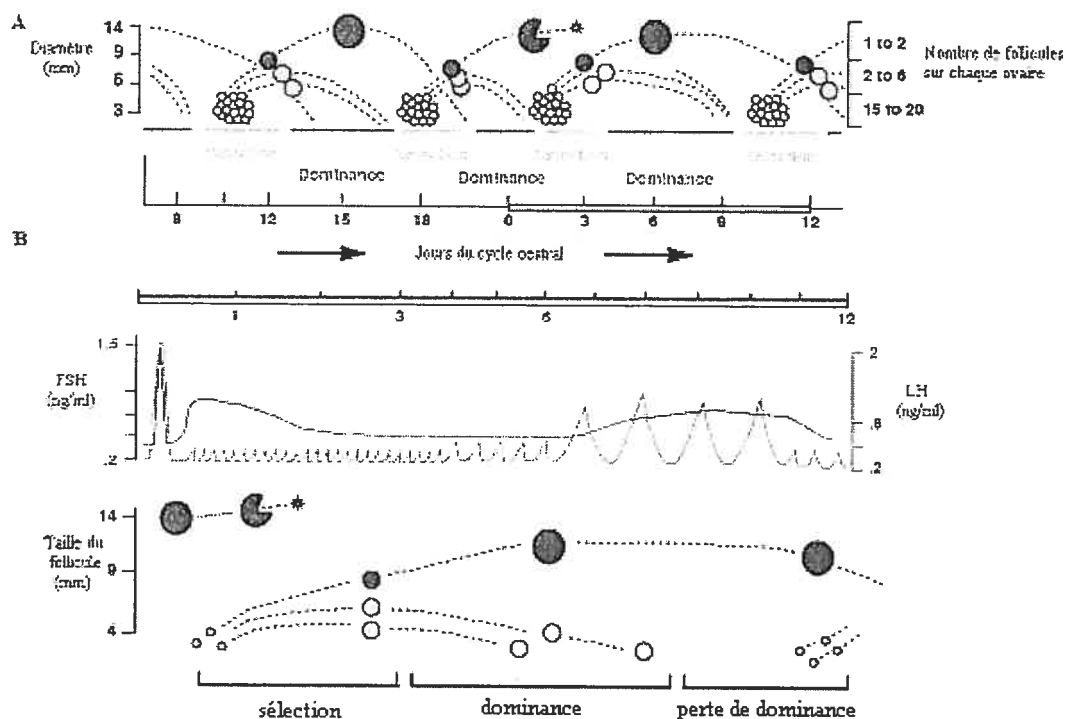 A
Diamètre
(mm)
14
9
6
3
1 to 2
2 to 6
15 to 20
Nombre de follicules
sur chaque ovaire
Dominance Dominance Dominance
9 12 15 18 0 3 6 9 12
Jours du cycle oestral
B
1 3 6 12
FSH
(ng/ml)
1,5
,2
2
,8
,2
LH
(ng/ml)
Taille du
follicule
(mm)
14
9
4
sélection dominance perte de dominance